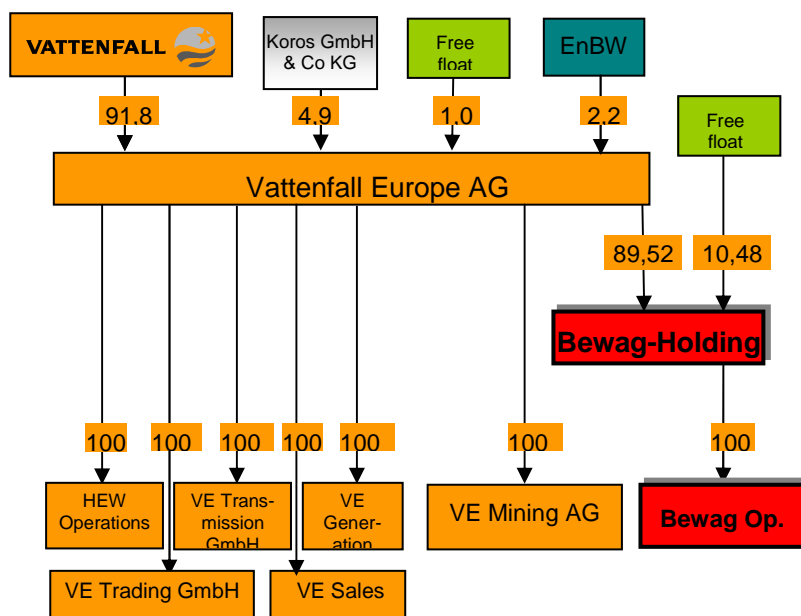 VATTENFALL
Koros GmbH
& Co KG
Free
float
EnBW
91,8
4,9
1,0
2,2
Free
float
Vattenfall Europe AG
89,52
10,48
Bewag-Holding
100
100
100
100
100
100
100
HEW
Operations
VE Trans-
mission
GmbH
VE
Gener-
ation
VE Mining AG
Bewag Op.
VE Trading GmbH
VE Sales